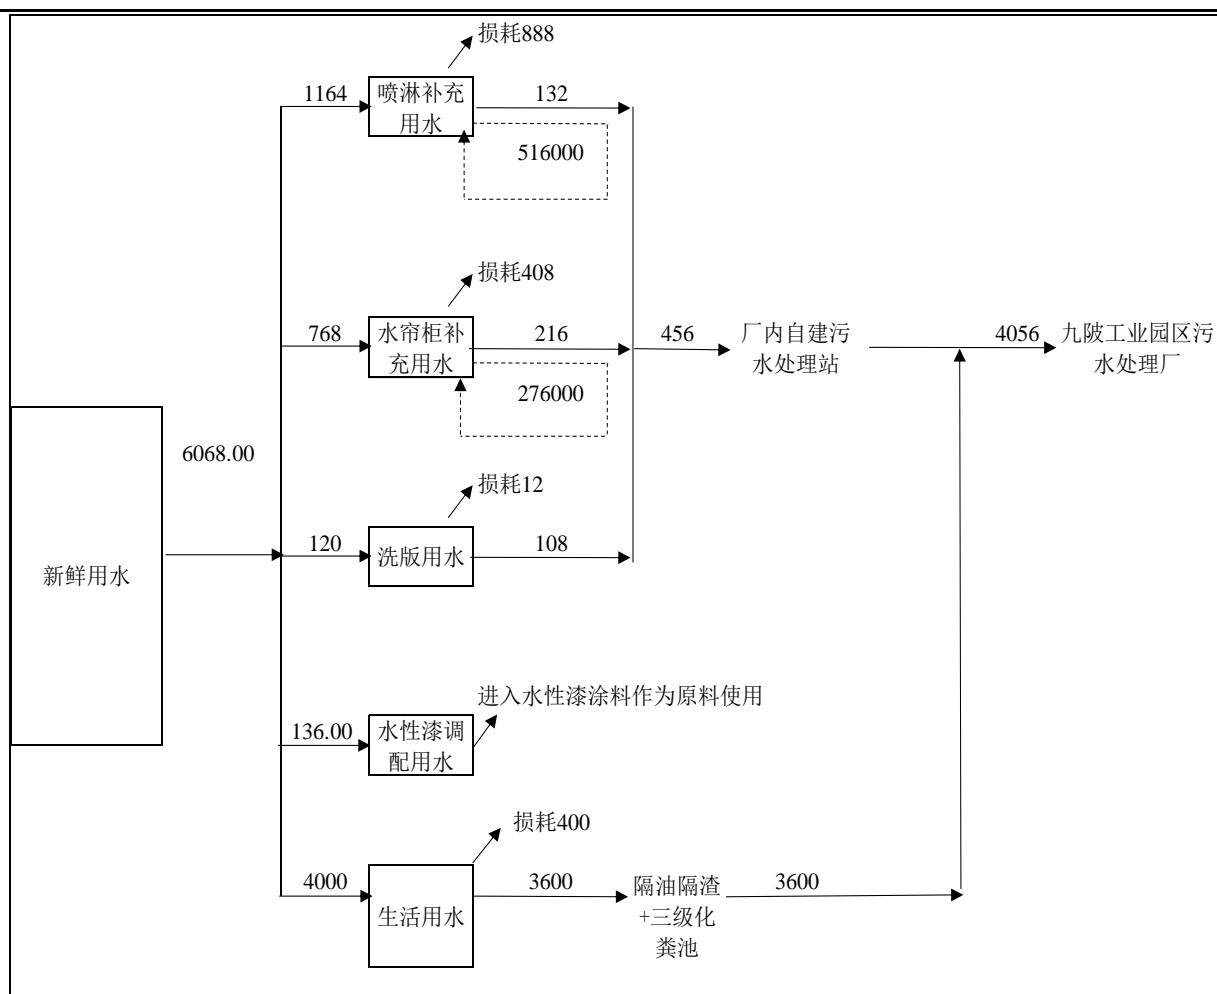 损耗888
1164
喷淋补充
用水
132
516000
损耗408
768
水帘柜补
充用水
216
276000
456
厂内自建污
水处理站
4056
九陂工业园区污
水处理厂
6068.00
新鲜用水
损耗12
120
洗版用水
108
进入水性漆涂料作为原料使用
136.00
水性漆调
配用水
损耗400
4000
生活用水
3600
隔油隔渣
+三级化
粪池
3600